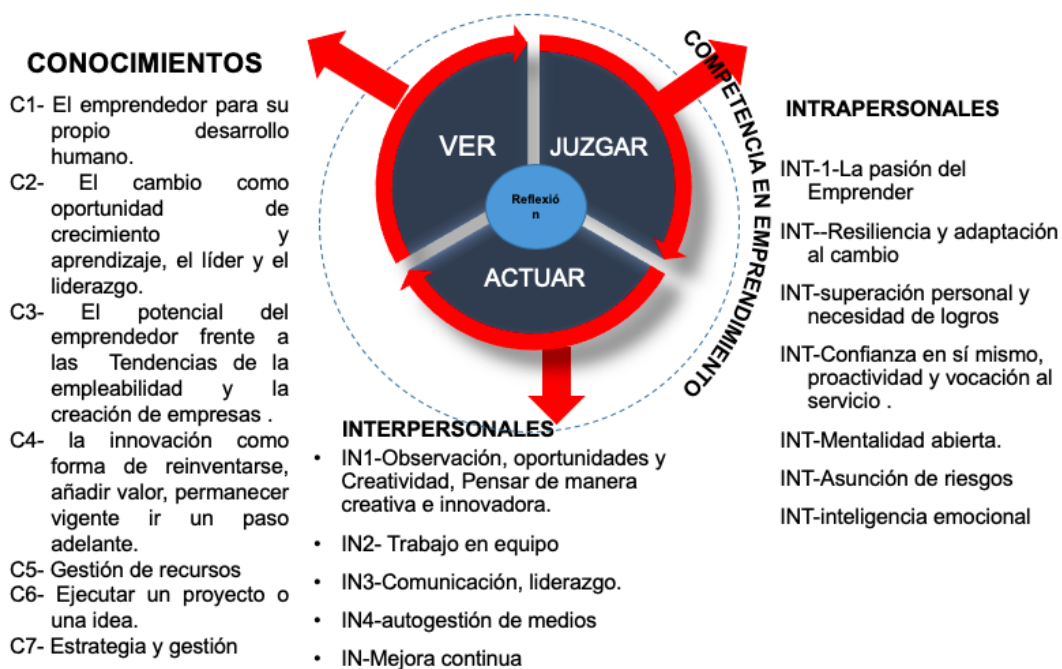 CONOCIMIENTOS
C1- El emprendedor para su
propio desarrollo
humano.
C2- El cambio como
oportunidad de
crecimiento y
aprendizaje, el líder y el
liderazgo.
C3- El potencial del
emprendedor frente a
las Tendencias de la
empleabilidad y la
creación de empresas .
C4- la innovación como
forma de reinventarse,
añadir valor, permanecer
vigente ir un paso
adelante.
C5- Gestión de recursos
C6- Ejecutar un proyecto o
una idea.
C7- Estrategia y gestión
VER
JUZGAR
Reflexió
n
ACTUAR
COMPETENCIA EN EMPRENDIMIENTO
INTERPERSONALES
• IN1-Observación, oportunidades y
Creatividad, Pensar de manera
creativa e innovadora.
• IN2- Trabajo en equipo
• IN3-Comunicación, liderazgo.
• IN4-autogestión de medios
• IN-Mejora continua
INTRAPERSONALES
INT-1-La pasión del
Emprender
INT--Resiliencia y adaptación
al cambio
INT-superación personal y
necesidad de logros
INT-Confianza en sí mismo,
proactividad y vocación al
servicio .
INT-Mentalidad abierta.
INT-Asunción de riesgos
INT-inteligencia emocional